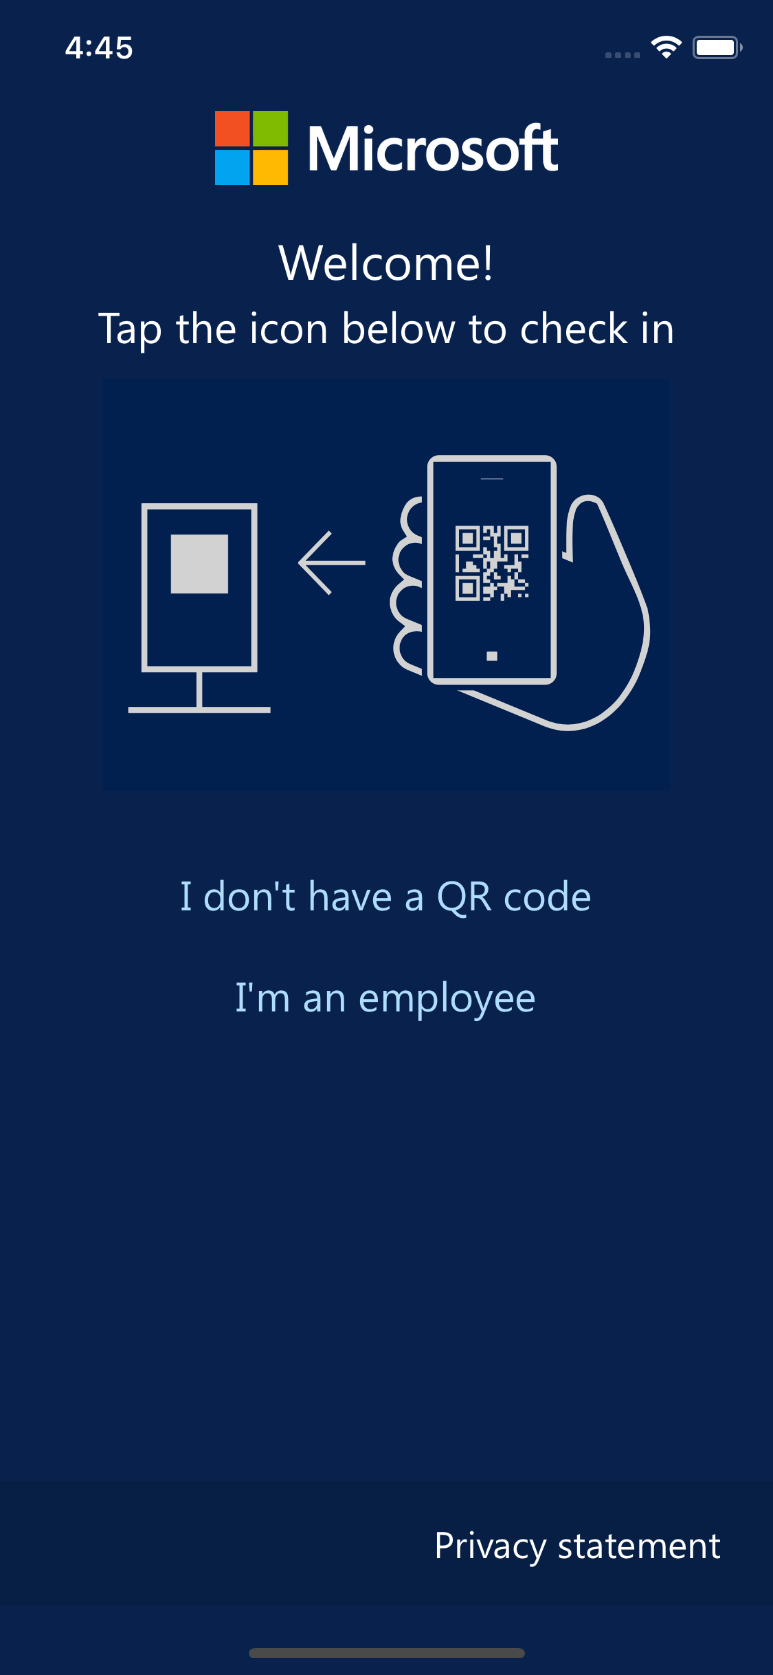 4:45
Microsoft
Welcome!
Tap the icon below to check in
I don't have a QR code
I'm an employee
Privacy statement